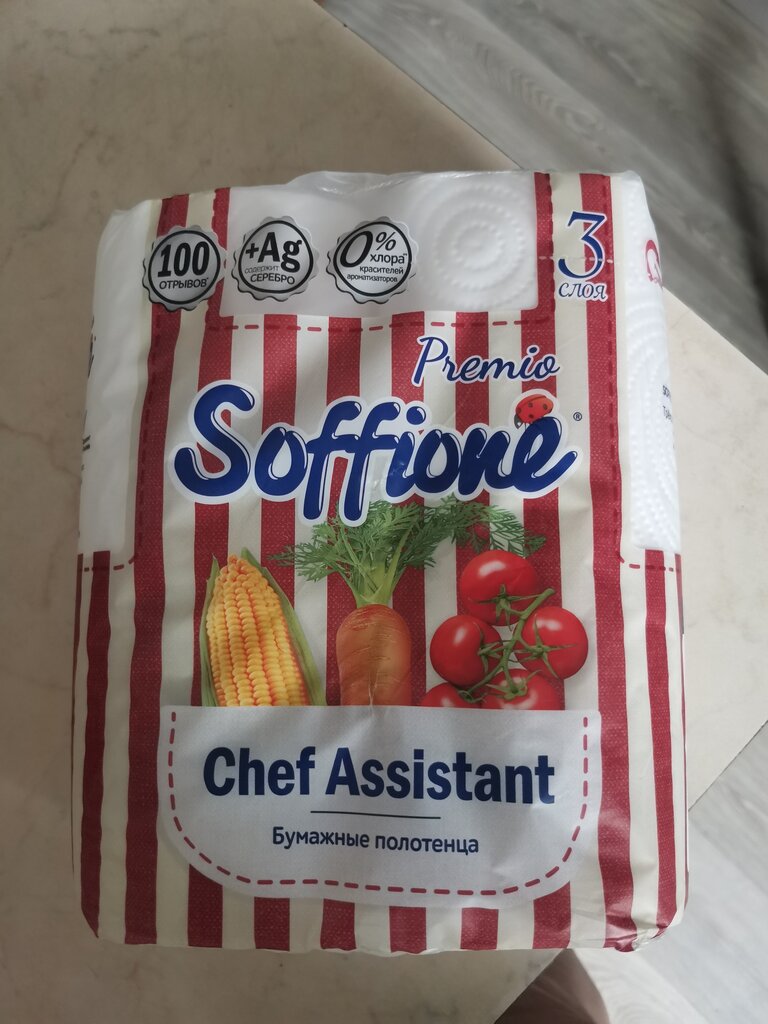 100
ОТРЫВОВ
+Ag
содержит
СЕРЕБРО
0%
хлора
красителей
ароматизаторов
3
слоя
Premio
Soffione®
Chef Assistant
Бумажные полотенца